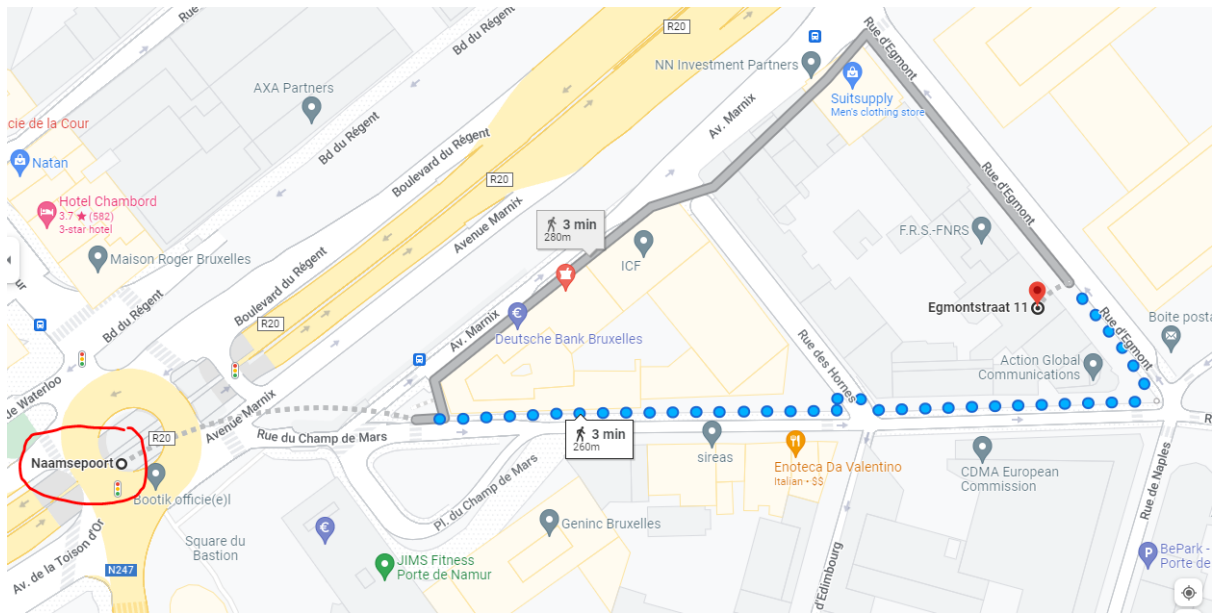 R20
Rue d'Egmont
Bd du Régent
NN Investment Partners
AXA Partners
Suitsupply
Men's clothing store
Av. Marnix
cie de la Cour
Bd du Régent
Boulevard du Régent
Natan
R20
Rue d'Egmont
Hotel Chambord
3.7 ★ (582)
3-star hotel
3 min
280m
Avenue Marnix
F.R.S.-FNRS
ICF
Maison Roger Bruxelles
Boulevard du Régent
Egmontstraat 11
Bd du Régent
R20
Av. Marnix
Deutsche Bank Bruxelles
Rue d'Egmont
Boite posta
Rue des Hornes
Action Global
Communications
de Waterloo
Avenue Marnix
Rue du Champ de Mars
R20
3 min
260m
Naamsepoort
sireas
Enoteca Da Valentino
Italian • $$
CDMA European
Commission
Bootik officie(e)l
Pl. du Champ de Mars
Rue de Naples
Geninc Bruxelles
Square du
Bastion
Av. de la Toison d'Or
JIMS Fitness
Porte de Namur
d'Edimbourg
N247
BePark -
Porte de